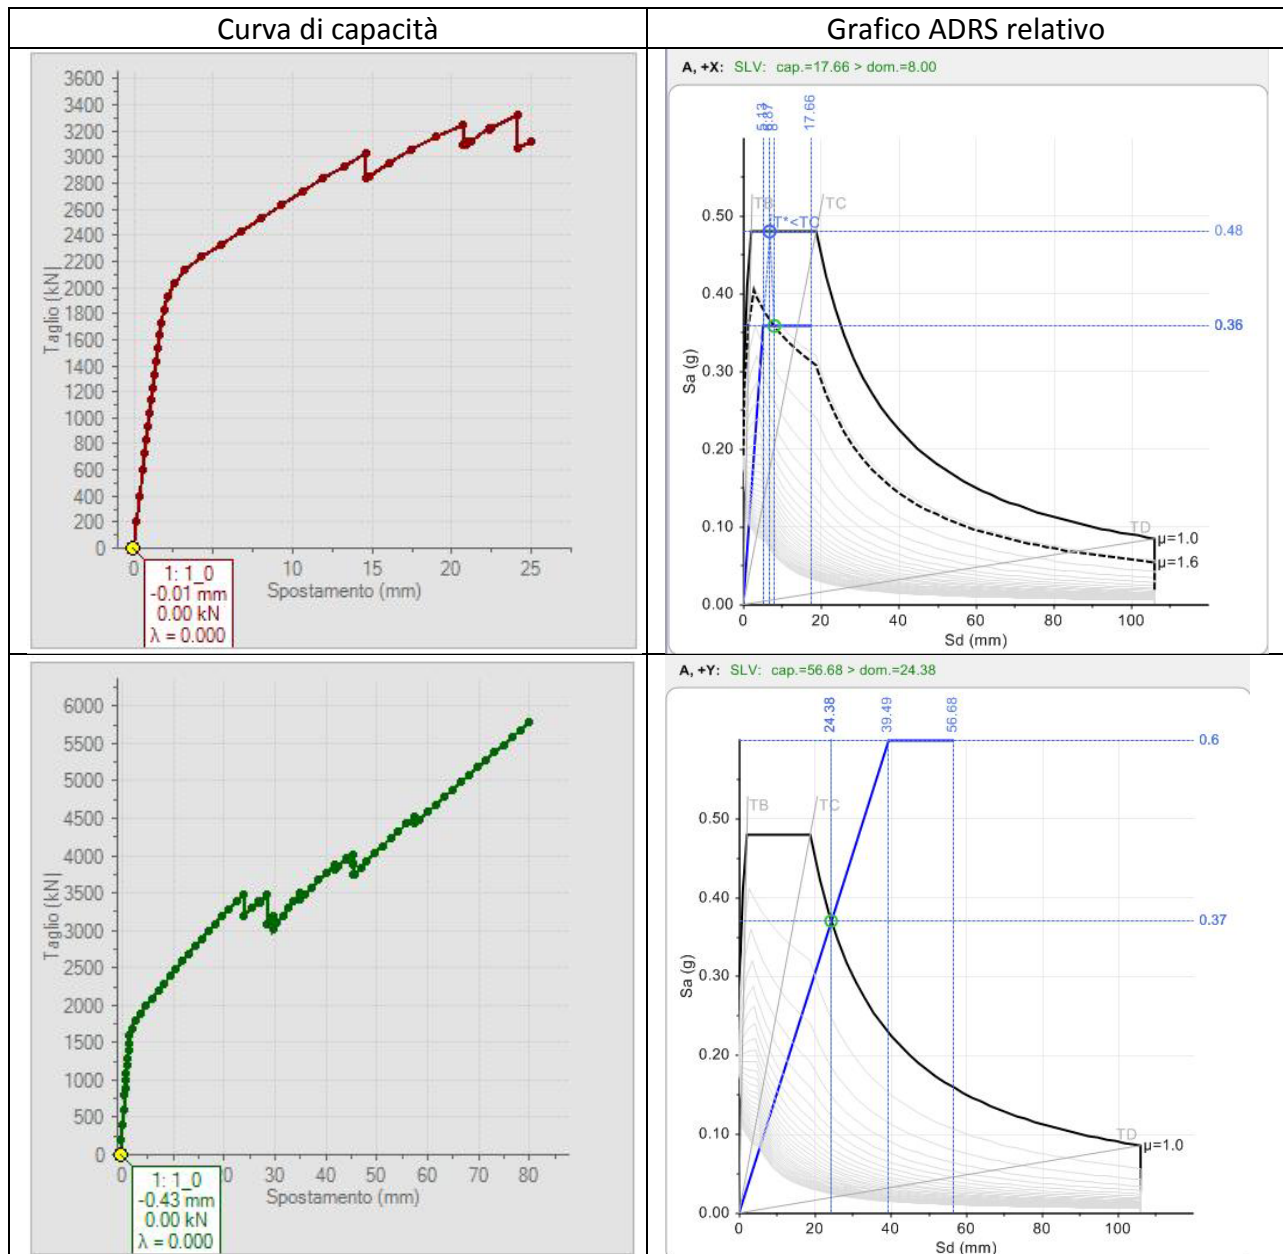 Curva di capacità
Grafico ADRS relativo
3600
3400
3200
3000
2800
2600
2400
2200
2000
1800
1600
1400
1200
1000
800
600
400
200
0
Taglio (kN)
0
10
15
20
25
Spostamento (mm)
1: 1_0
-0.01 mm
0.00 kN
λ = 0.000
A, +X: SLV: cap.=17.66 > dom.=8.00
5.13
6.87
8
17.66
TB
TC
T*<TC
0.48
0.36
0.50
0.40
0.30
0.20
0.10
0.00
Sa (g)
TD
μ=1.0
μ=1.6
0
20
40
60
80
100
Sd (mm)
6000
5500
5000
4500
4000
3500
3000
2500
2000
1500
1000
500
0
Taglio (kN)
0
20
30
40
50
60
70
80
Spostamento (mm)
1: 1_0
-0.43 mm
0.00 kN
λ = 0.000
A, +Y: SLV: cap.=56.68 > dom.=24.38
24.38
39.49
56.68
0.6
TB
TC
0.37
0.50
0.40
0.30
0.20
0.10
0.00
Sa (g)
TD
μ=1.0
0
20
40
60
80
100
Sd (mm)